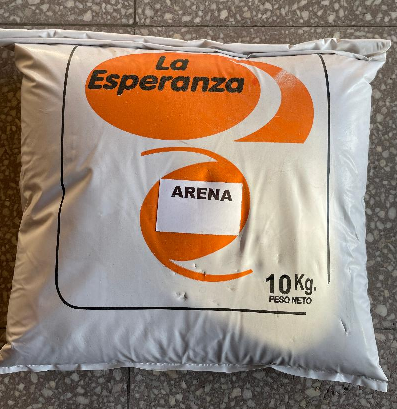 La
Esperanza
ARENA
10 Kg.
PESO NETO